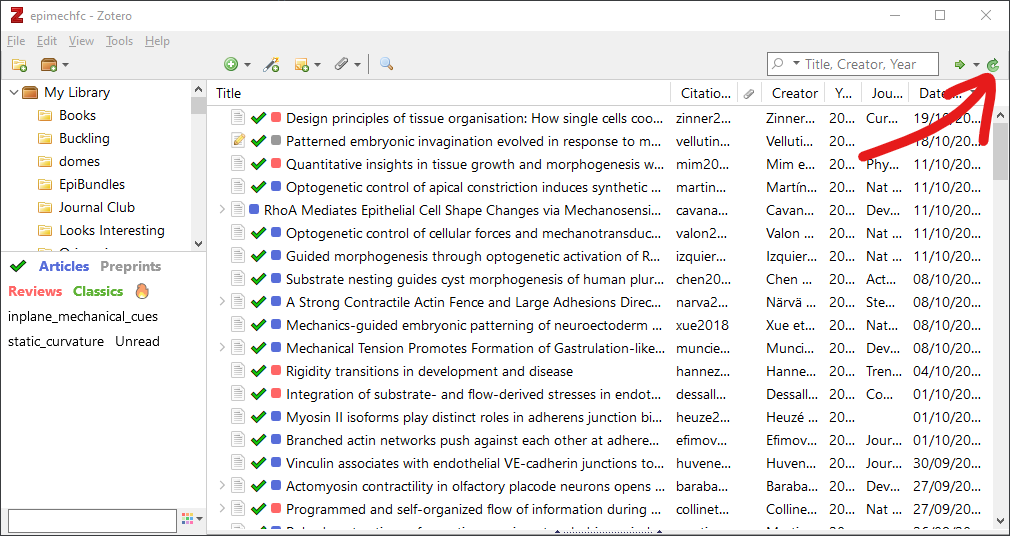 epimechfc - Zotero
File Edit View Tools Help
Title, Creator, Year
My Library
Books
Buckling
domes
EpiBundles
Journal Club
Looks Interesting
Articles Preprints
Reviews Classics
inplane_mechanical_cues
static_curvature Unread
Title Citatio... Creator Y... Jou... Date...
Design principles of tissue organisation: How single cells coo... zinner2... Zinner... 20... Cur... 19/10/20...
Patterned embryonic invagination evolved in response to m... vellutin... Velluti... 20... 18/10/20...
Quantitative insights in tissue growth and morphogenesis w... mim20... Mim e... 20... Phy... 11/10/20...
Optogenetic control of apical constriction induces synthetic ... martin... Martín... 20... Nat ... 11/10/20...
RhoA Mediates Epithelial Cell Shape Changes via Mechanosensi... cavana... Cavan... 20... Dev... 11/10/20...
Optogenetic control of cellular forces and mechanotransduc... valon2... Valon ... 20... Nat ... 11/10/20...
Guided morphogenesis through optogenetic activation of R... izquier... Izquier... 20... Nat ... 11/10/20...
Substrate nesting guides cyst morphogenesis of human plur... chen20... Chen ... 20... Act... 08/10/20...
A Strong Contractile Actin Fence and Large Adhesions Direc... narva2... Närvä ... 20... Ste... 08/10/20...
Mechanics-guided embryonic patterning of neuroectoderm ... xue2018 Xue et... 20... Nat... 08/10/20...
Mechanical Tension Promotes Formation of Gastrulation-like... muncie... Munci... 20... Dev... 08/10/20...
Rigidity transitions in development and disease hannez... Hanne... 20... Tren... 04/10/20...
Integration of substrate- and flow-derived stresses in endot... dessall... Dessall... 20... Co... 01/10/20...
Myosin II isoforms play distinct roles in adherens junction bi... heuze2... Heuzé ... 20... 01/10/20...
Branched actin networks push against each other at adhere... efimov... Efimov... 20... Jour... 01/10/20...
Vinculin associates with endothelial VE-cadherin junctions to... huvene... Huven... 20... Jour... 30/09/20...
Actomyosin contractility in olfactory placode neurons opens ... baraba... Baraba... 20... Dev... 27/09/20...
Programmed and self-organized flow of information during ... collinet... Colline... 20... Nat ... 27/09/20...